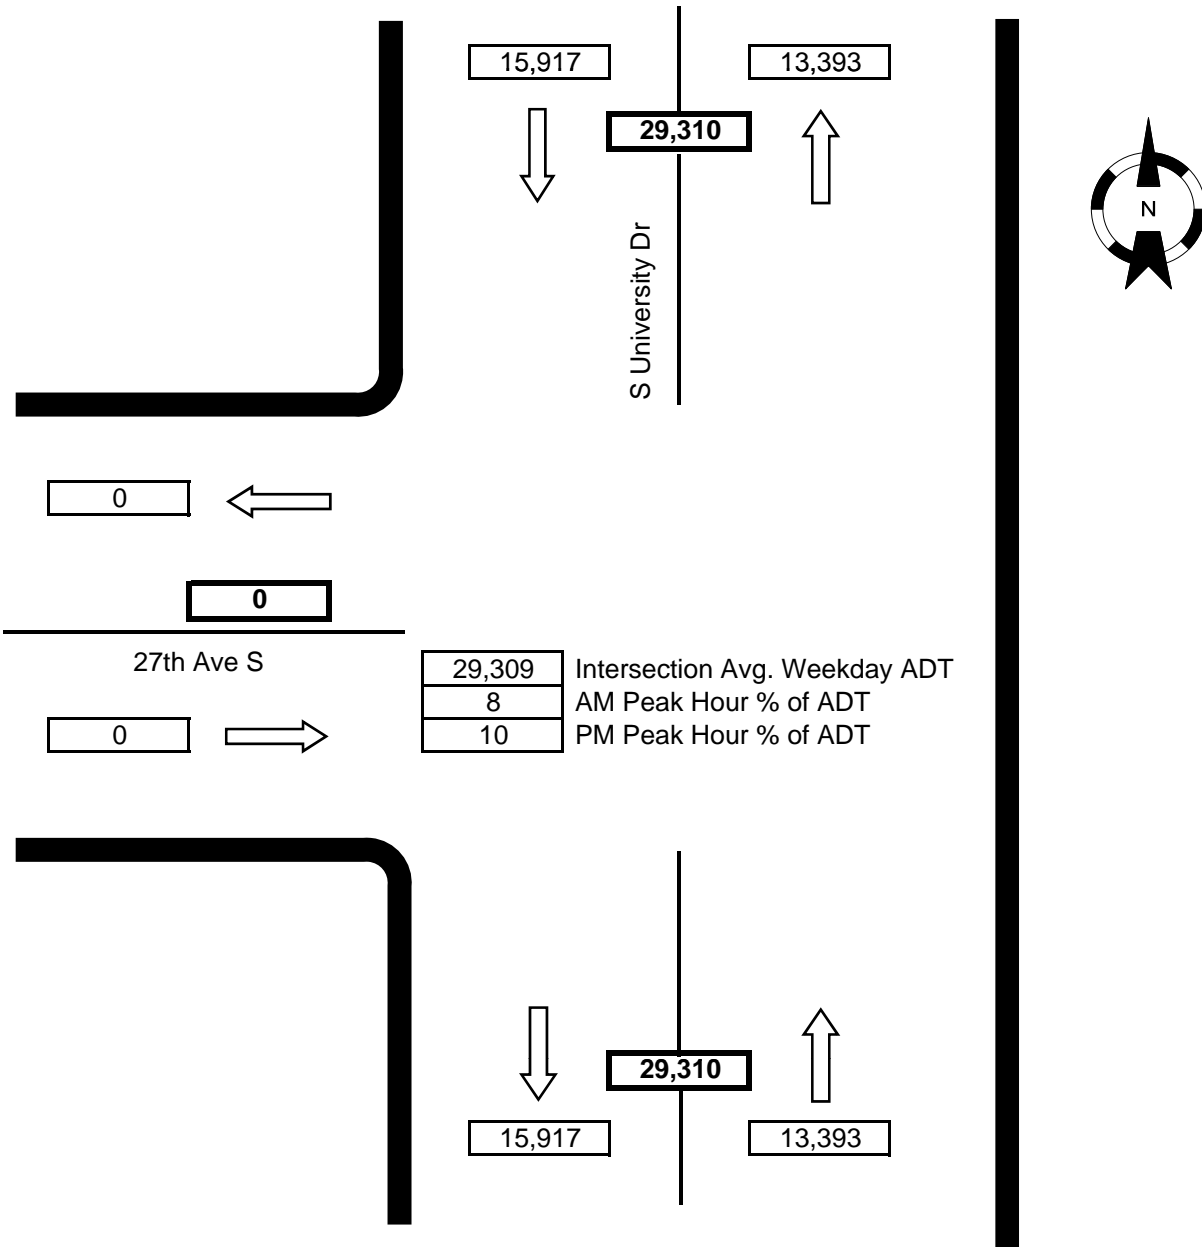 15,917
13,393
29,310
N
S University Dr
0
0
27th Ave S
29,309 Intersection Avg. Weekday ADT
8 AM Peak Hour % of ADT
0
10 PM Peak Hour % of ADT
29,310
15,917
13,393